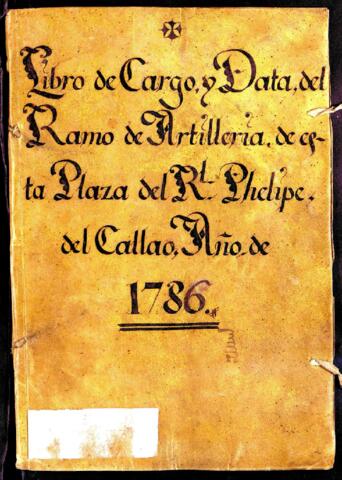 Libro de Cargo, y Data, del
Ramo de Artilleria, de es-
ta Plaza del Rl. Phelipe,
del Callao, Año, de
1786.